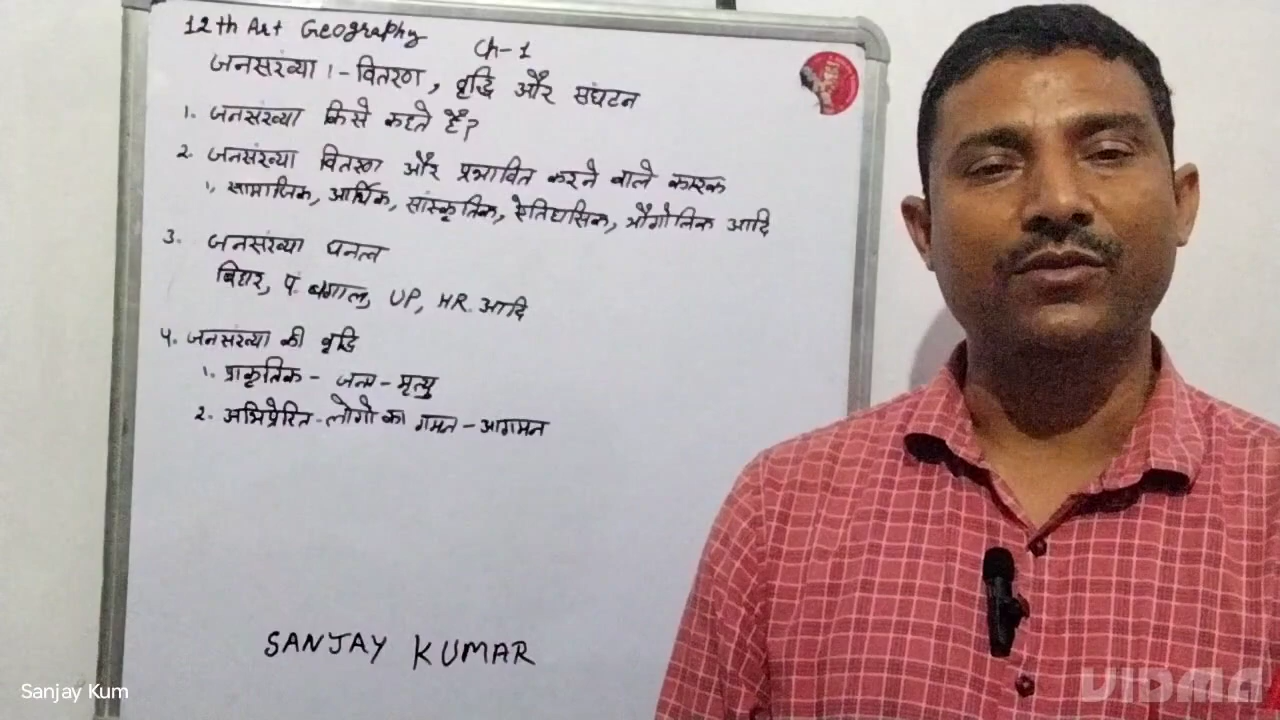 12th Art Geography Ch-1
जनसंख्या :- वितरण, वृद्धि और संघटन
1. जनसंख्या किसे कहते हैं?
2. जनसंख्या वितरण और प्रभावित करने वाले कारक
1, सामाजिक, आर्थिक, सांस्कृतिक, ऐतिहासिक, भौगोलिक आदि
3. जनसंख्या घनत्व
बिहार, प. बंगाल, UP, HR. आदि
4. जनसंख्या की वृद्धि
1. प्राकृतिक - जन्म - मृत्यु
2. अभिप्रेरित - लोगो का गमन - आगमन
SANJAY KUMAR
Sanjay Kum
VIDMA